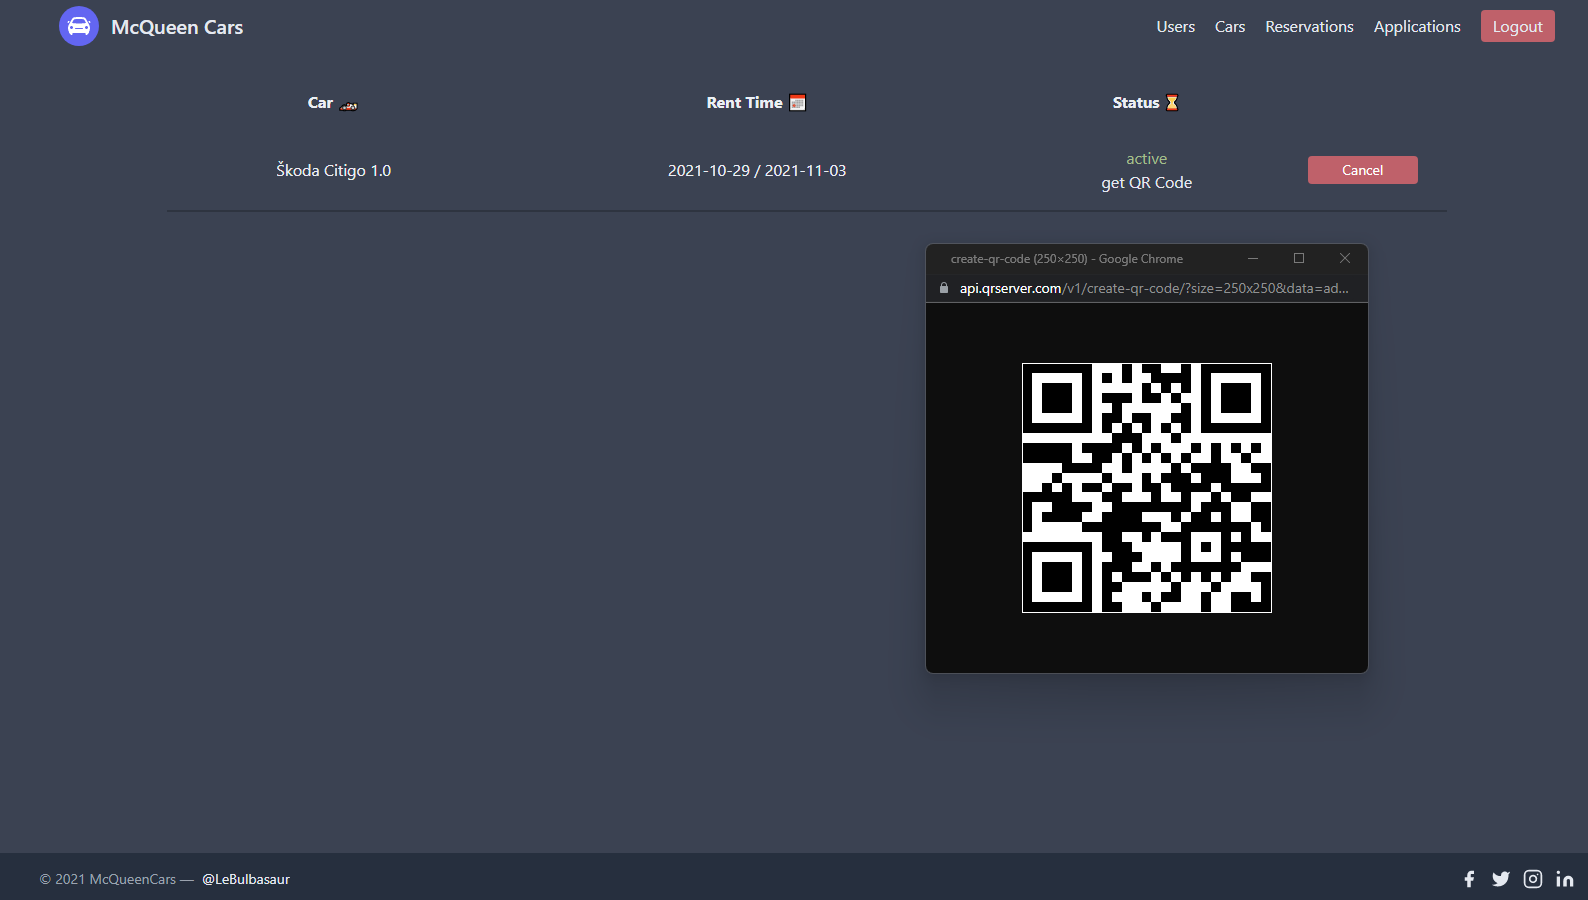 McQueen Cars
Users Cars Reservations Applications Logout
Car Rent Time Status
Škoda Citigo 1.0 2021-10-29 / 2021-11-03 active
get QR Code Cancel
create-qr-code (250×250) - Google Chrome
api.qrserver.com/v1/create-qr-code/?size=250x250&data=ad...
© 2021 McQueenCars — @LeBulbasaur